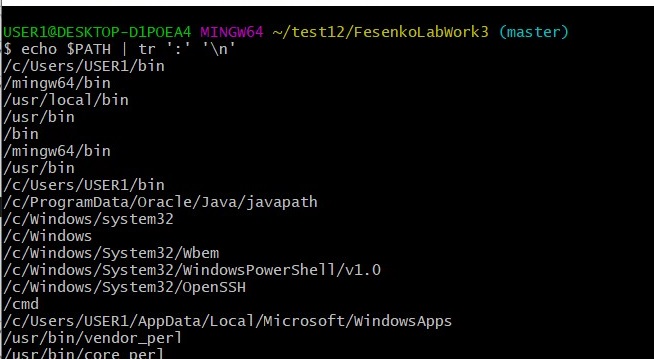 USER1@DESKTOP-D1POEA4 MINGW64 ~/test12/FesenkoLabWork3 (master)
$ echo $PATH | tr ':' '\n'
/c/Users/USER1/bin
/mingw64/bin
/usr/local/bin
/usr/bin
/bin
/mingw64/bin
/usr/bin
/c/Users/USER1/bin
/c/ProgramData/Oracle/Java/javapath
/c/Windows/system32
/c/Windows
/c/Windows/System32/Wbem
/c/Windows/System32/WindowsPowerShell/v1.0
/c/Windows/System32/OpenSSH
/cmd
/c/Users/USER1/AppData/Local/Microsoft/WindowsApps
/usr/bin/vendor_perl
/usr/bin/core_perl